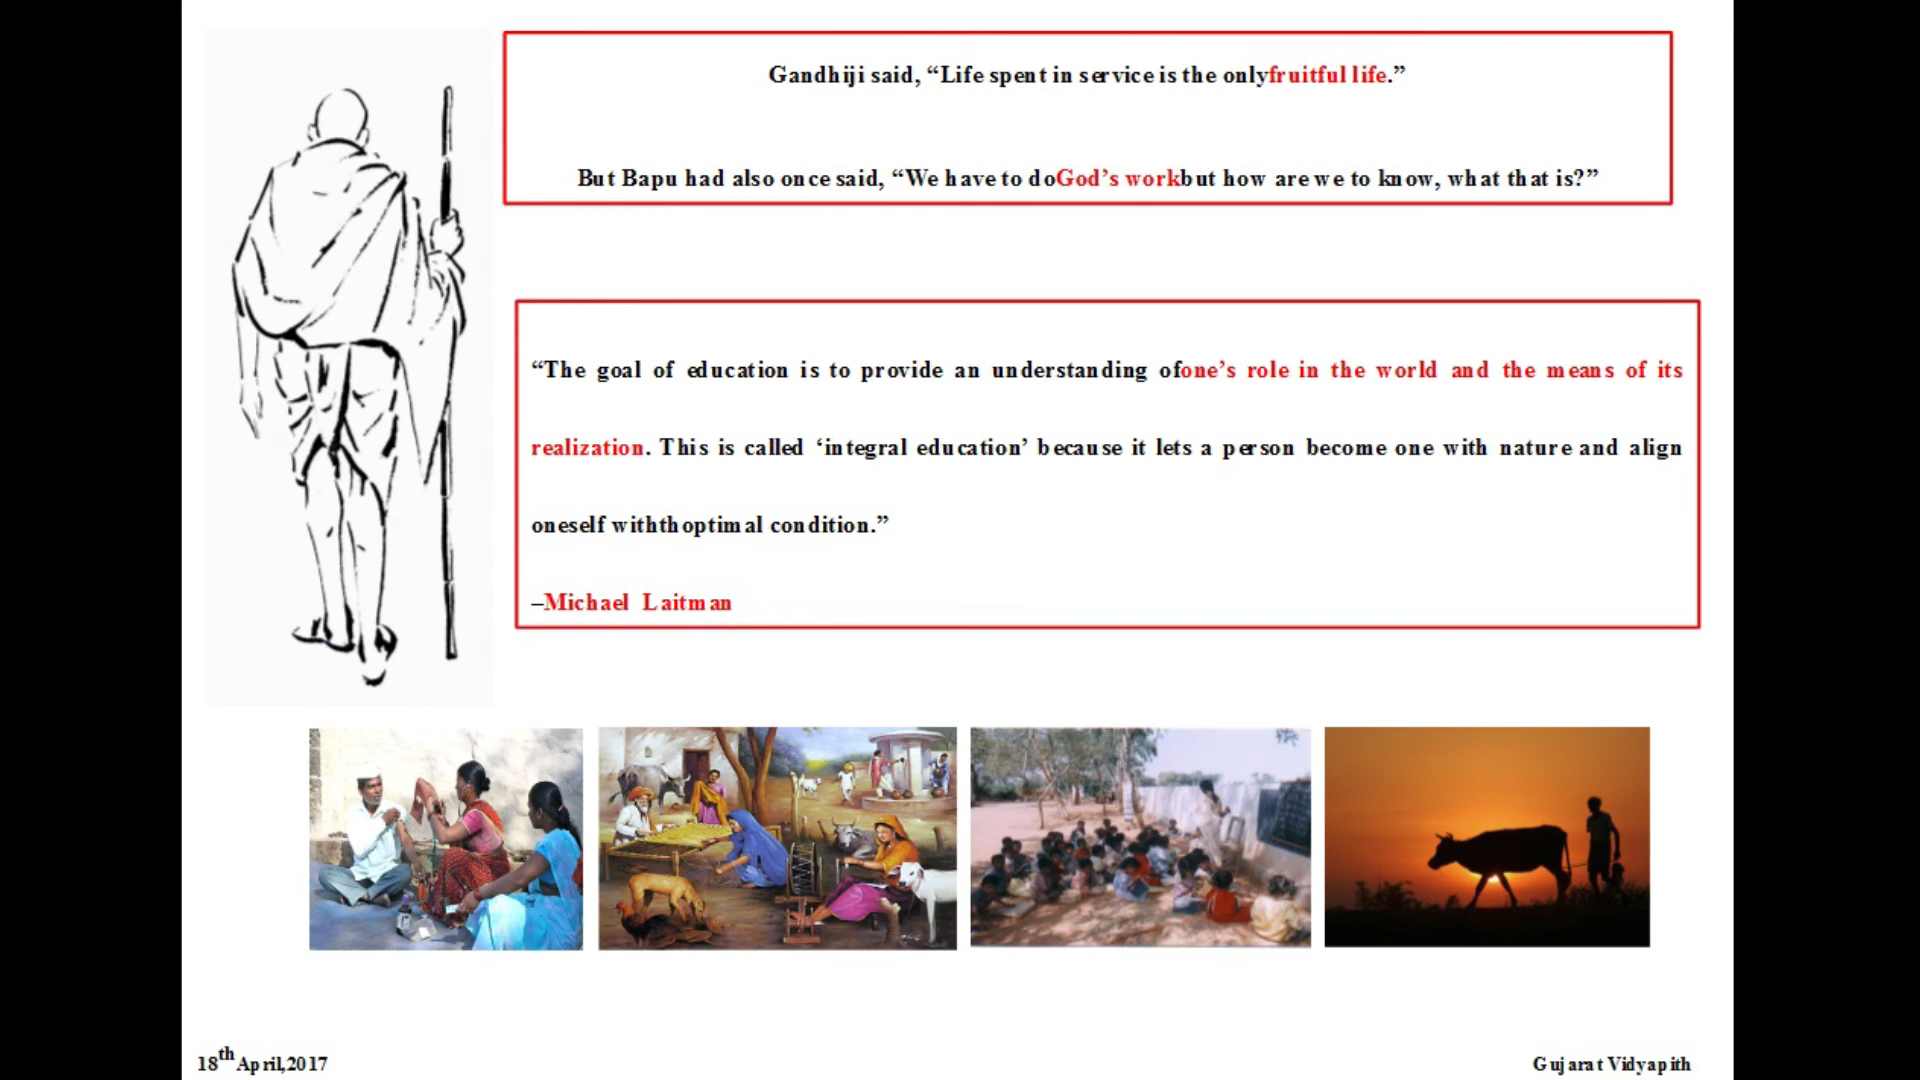 Gandhiji said, “Life spent in service is the onlyfruitful life.”
But Bapu had also once said, “We have to doGod’s workbut how are we to know, what that is?”
“The goal of education is to provide an understanding ofone’s role in the world and the means of its
realization. This is called ‘integral education’ because it lets a person become one with nature and align
oneself withthoptimal condition.”
–Michael Laitman
18th April,2017
Gujarat Vidyapith